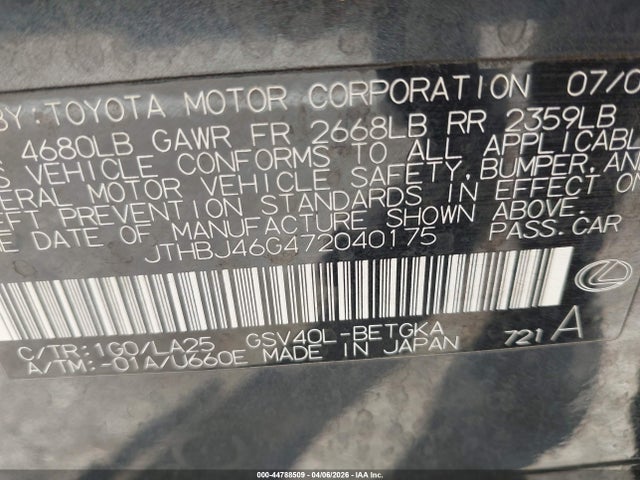 BY: TOYOTA MOTOR CORPORATION 07/0
4680LB GAWR FR 2668LB RR 2359LB
S VEHICLE CONFORMS TO ALL APPLICABLE
ERAL MOTOR VEHICLE SAFETY, BUMPER, AN
EFT PREVENTION STANDARDS IN EFFECT ON
E DATE OF MANUFACTURE SHOWN ABOVE.
JTHBJ46G472040175 PASS.CAR
C/TR:1G0/LA25 GSV40L-BETGKA
A/TM:-01A/U660E MADE IN JAPAN 721 A
000-44788509 - 04/06/2026 - IAA Inc.